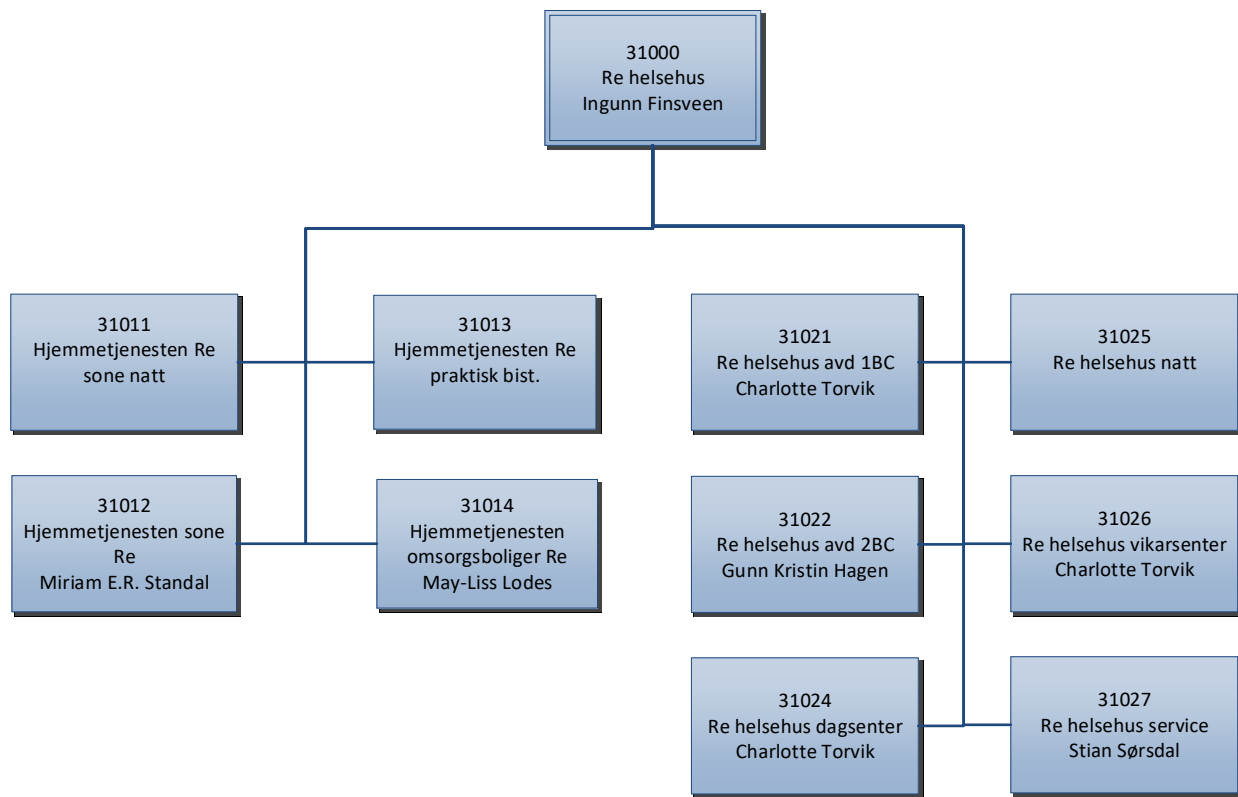 31000
Re helsehus
Ingunn Finsveen
31011
Hjemmetjenesten Re
sone natt
31013
Hjemmetjenesten Re
praktisk bist.
31021
Re helsehus avd 1BC
Charlotte Torvik
31025
Re helsehus natt
31012
Hjemmetjenesten sone
Re
Miriam E.R. Standal
31014
Hjemmetjenesten
omsorgsboliger Re
May-Liss Lodes
31022
Re helsehus avd 2BC
Gunn Kristin Hagen
31026
Re helsehus vikarsenter
Charlotte Torvik
31024
Re helsehus dagsenter
Charlotte Torvik
31027
Re helsehus service
Stian Sørsdal